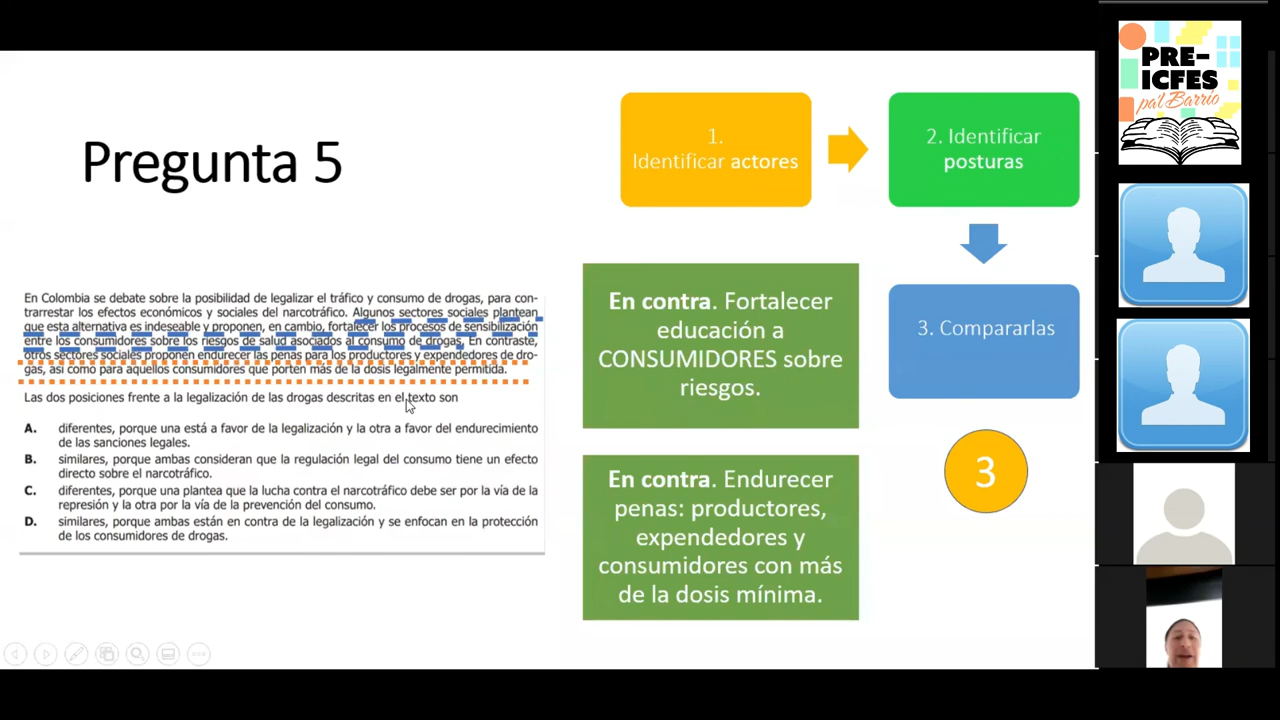 Pregunta 5
1.
Identificar actores
2. Identificar
posturas
3. Compararlas
3
En contra. Fortalecer
educación a
CONSUMIDORES sobre
riesgos.
En contra. Endurecer
penas: productores,
expendedores y
consumidores con más
de la dosis mínima.
En Colombia se debate sobre la posibilidad de legalizar el tráfico y consumo de drogas, para con-
trarrestar los efectos económicos y sociales del narcotráfico. Algunos sectores sociales plantean
que esta alternativa es indeseable y proponen, en cambio, fortalecer los procesos de sensibilización
entre los consumidores sobre los riesgos de salud asociados al consumo de drogas. En contraste,
otros sectores sociales proponen endurecer las penas para los productores y expendedores de dro-
gas, así como para aquellos consumidores que porten más de la dosis legalmente permitida.
Las dos posiciones frente a la legalización de las drogas descritas en el texto son
A. diferentes, porque una está a favor de la legalización y la otra a favor del endurecimiento
de las sanciones legales.
B. similares, porque ambas consideran que la regulación legal del consumo tiene un efecto
directo sobre el narcotráfico.
C. diferentes, porque una plantea que la lucha contra el narcotráfico debe ser por la vía de la
represión y la otra por la vía de la prevención del consumo.
D. similares, porque ambas están en contra de la legalización y se enfocan en la protección
de los consumidores de drogas.
PRE-
ICFES
pa'l Barrio